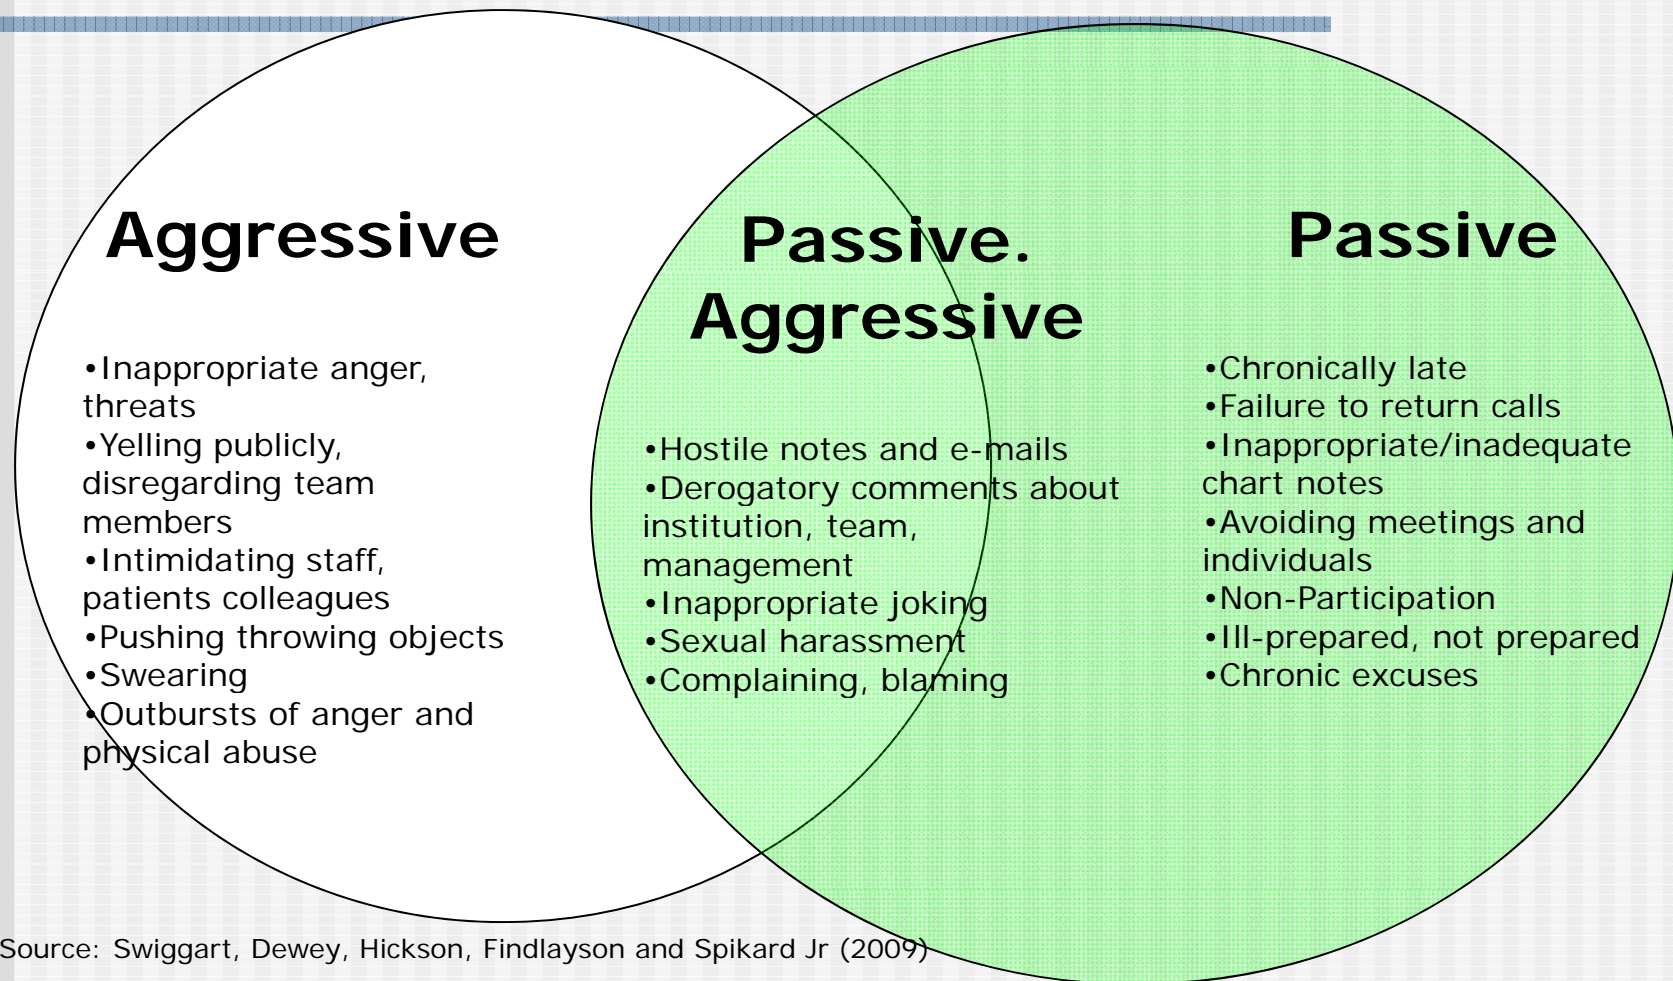 Aggressive
•Inappropriate anger,
threats
•Yelling publicly,
disregarding team
members
•Intimidating staff,
patients colleagues
•Pushing throwing objects
•Swearing
•Outbursts of anger and
physical abuse
Passive.
Aggressive
•Hostile notes and e-mails
•Derogatory comments about
institution, team,
management
•Inappropriate joking
•Sexual harassment
•Complaining, blaming
Passive
•Chronically late
•Failure to return calls
•Inappropriate/inadequate
chart notes
•Avoiding meetings and
individuals
•Non-Participation
•Ill-prepared, not prepared
•Chronic excuses
Source: Swiggart, Dewey, Hickson, Findlayson and Spikard Jr (2009)